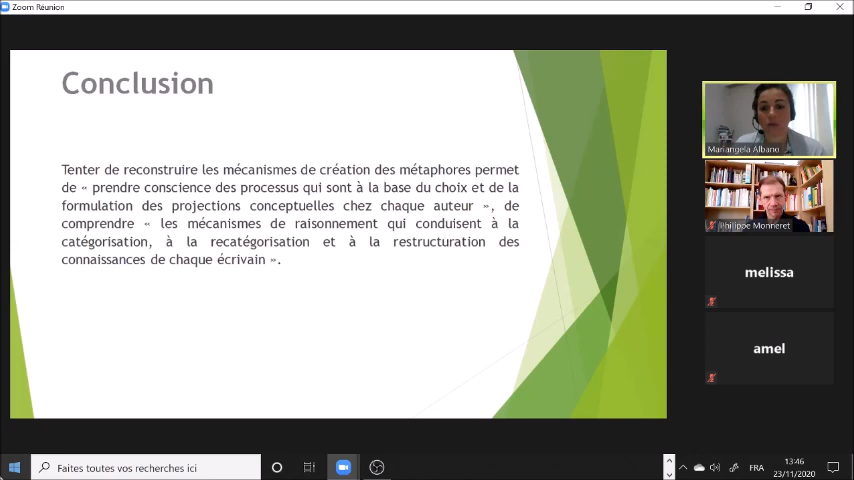 Zoom Réunion
Conclusion
Tenter de reconstruire les mécanismes de création des métaphores permet
de « prendre conscience des processus qui sont à la base du choix et de la
formulation des projections conceptuelles chez chaque auteur », de
comprendre « les mécanismes de raisonnement qui conduisent à la
catégorisation, à la recatégorisation et à la restructuration des
connaissances de chaque écrivain ».
Mariangela Albano
Philippe Monneret
melissa
amel
Faites toutes vos recherches ici
FRA
13:46
23/11/2020